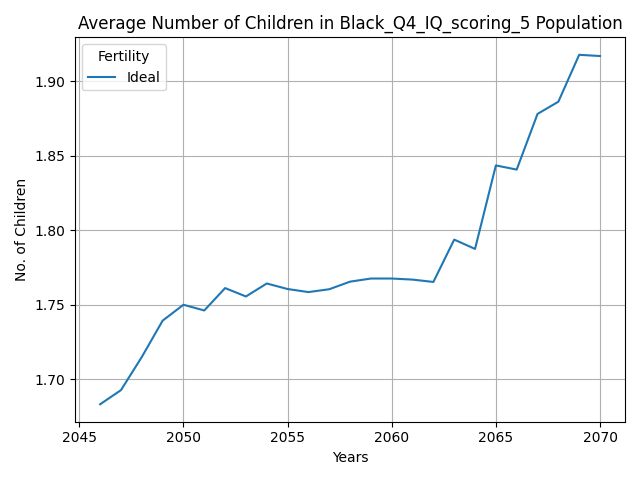 Average Number of Children in Black_Q4_IQ_scoring_5 Population
Fertility
Ideal
No. of Children
1.90
1.85
1.80
1.75
1.70
2045 2050 2055 2060 2065 2070
Years